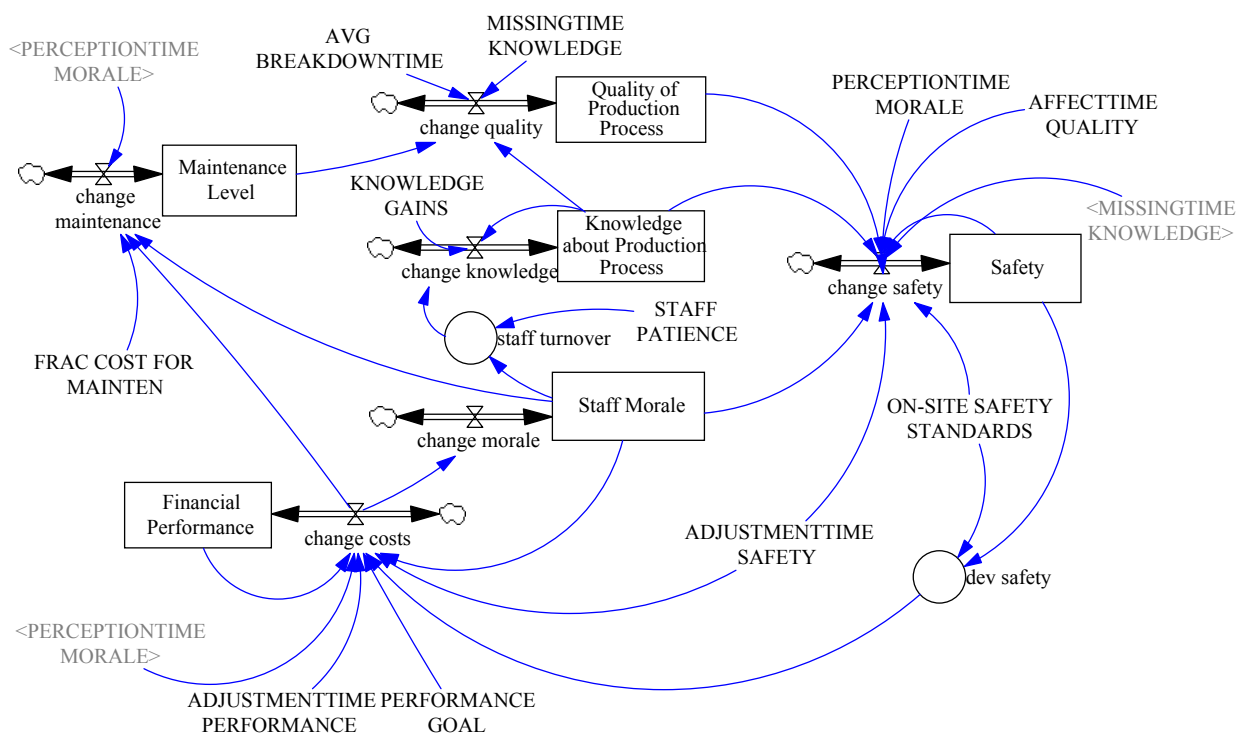 <PERCEPTIONTIME
MORALE>
AVG
BREAKDOWNTIME
MISSINGTIME
KNOWLEDGE
change quality
Quality of
Production
Process
PERCEPTIONTIME
MORALE
AFFECTTIME
QUALITY
change
maintenance
Maintenance
Level
KNOWLEDGE
GAINS
change knowledge
Knowledge
about Production
Process
<MISSINGTIME
KNOWLEDGE>
change safety
Safety
staff turnover
STAFF
PATIENCE
FRAC COST FOR
MAINTEN
change morale
Staff Morale
ON-SITE SAFETY
STANDARDS
Financial
Performance
change costs
ADJUSTMENTTIME
SAFETY
dev safety
<PERCEPTIONTIME
MORALE>
ADJUSTMENTTIME
PERFORMANCE
PERFORMANCE
GOAL